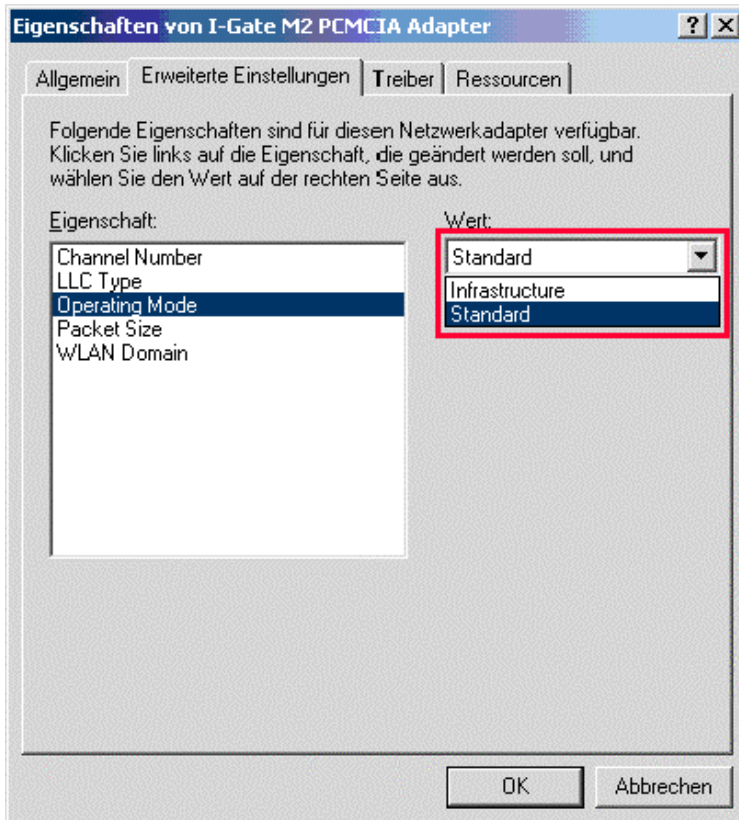 Eigenschaften von I-Gate M2 PCMCIA Adapter
Allgemein Erweiterte Einstellungen Treiber Ressourcen
Folgende Eigenschaften sind für diesen Netzwerkadapter verfügbar.
Klicken Sie links auf die Eigenschaft, die geändert werden soll, und
wählen Sie den Wert auf der rechten Seite aus.
Eigenschaft:
Channel Number
LLC Type
Operating Mode
Packet Size
WLAN Domain
Wert:
Standard
Infrastructure
Standard
OK Abbrechen